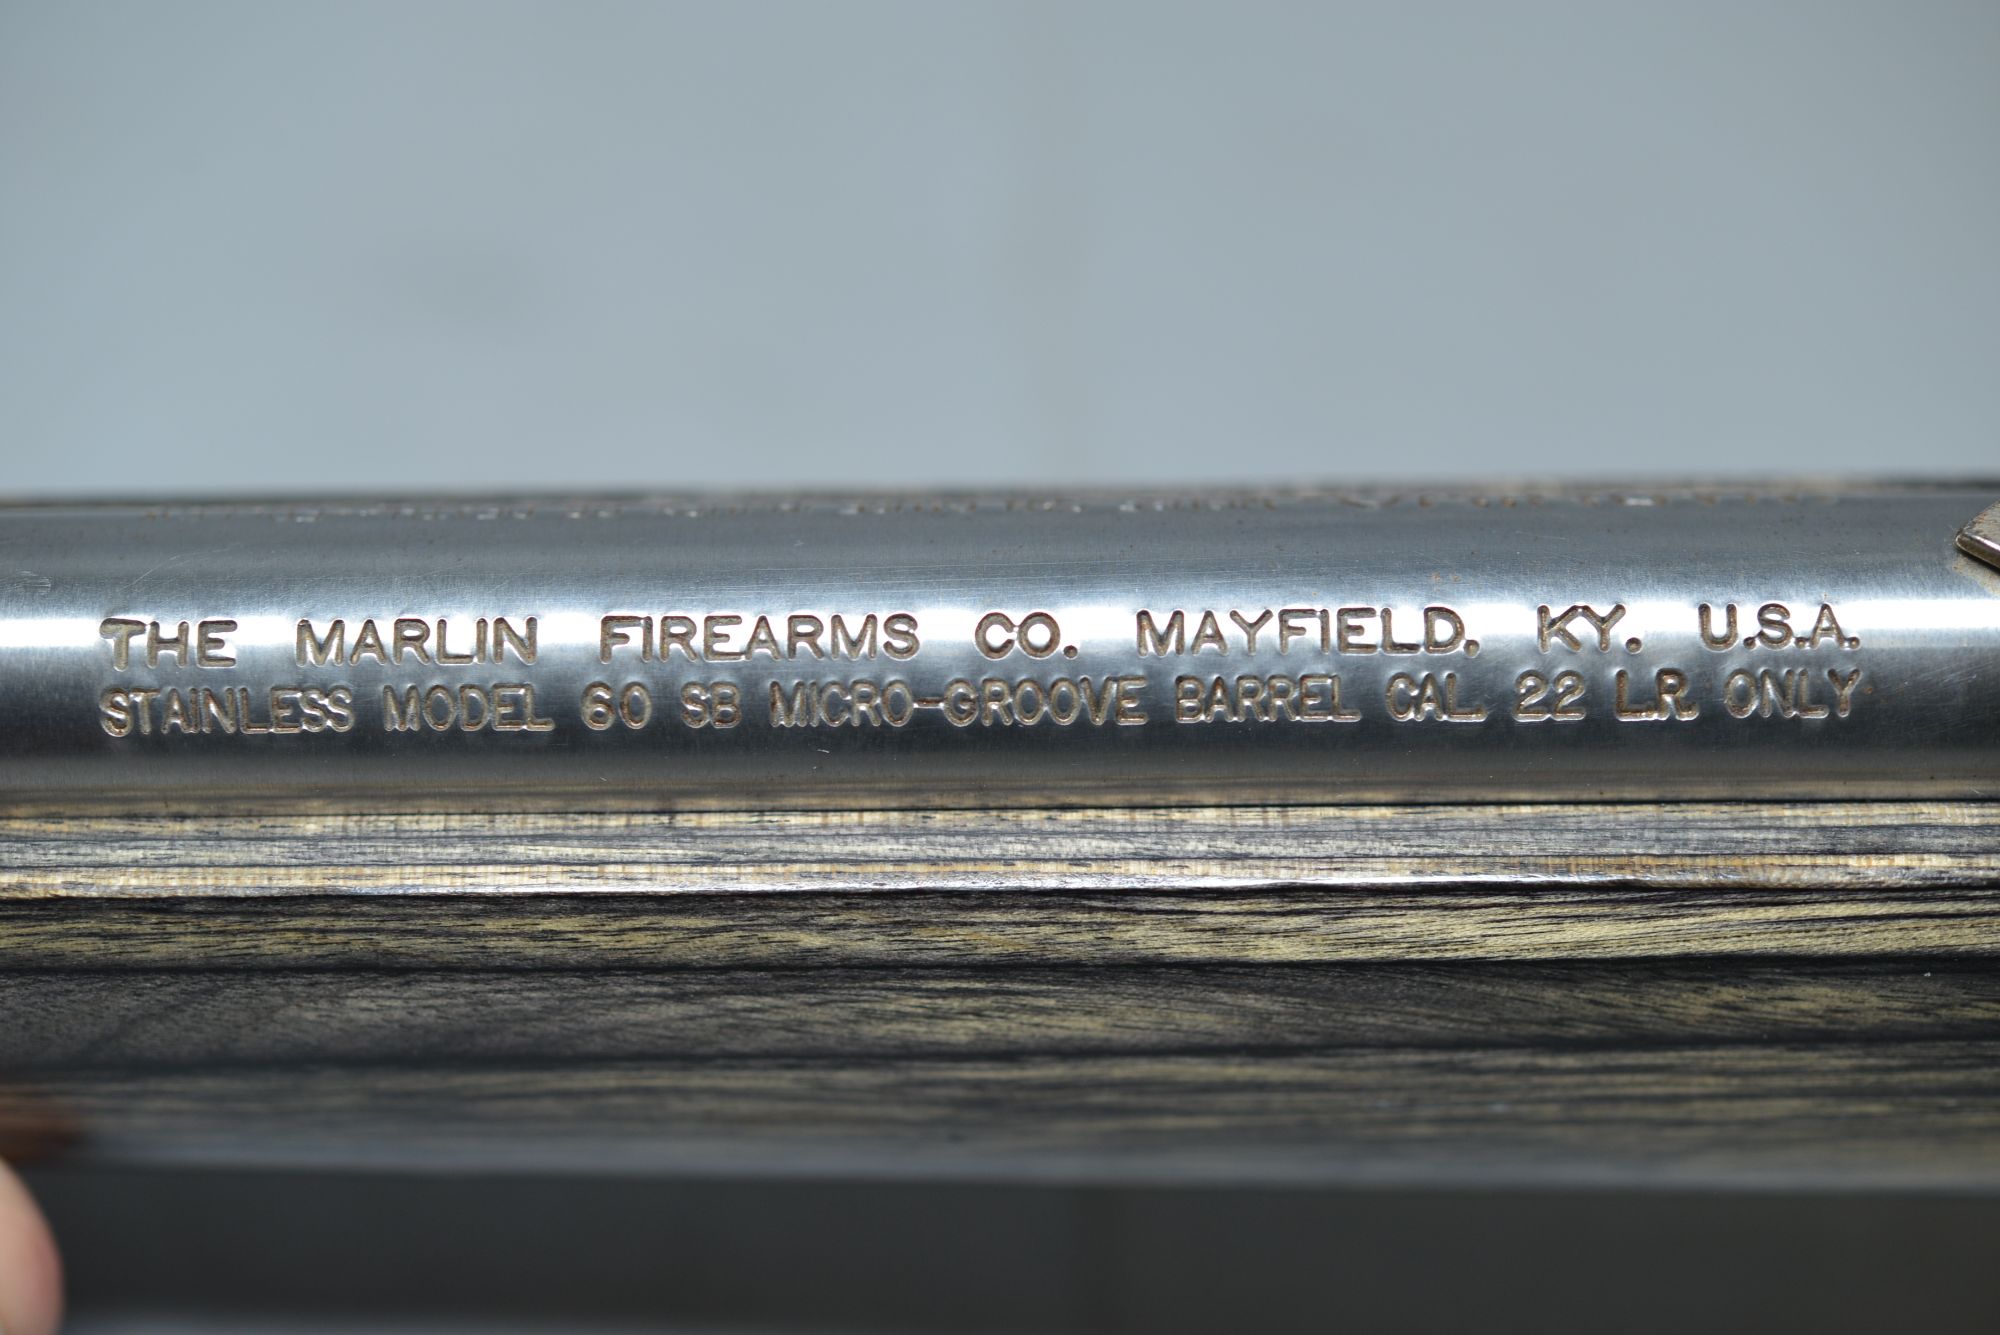 THE MARLIN FIREARMS CO. MAYFIELD, KY. U.S.A.
STAINLESS MODEL 60 SB MICRO-GROOVE BARREL CAL. 22 L.R. ONLY